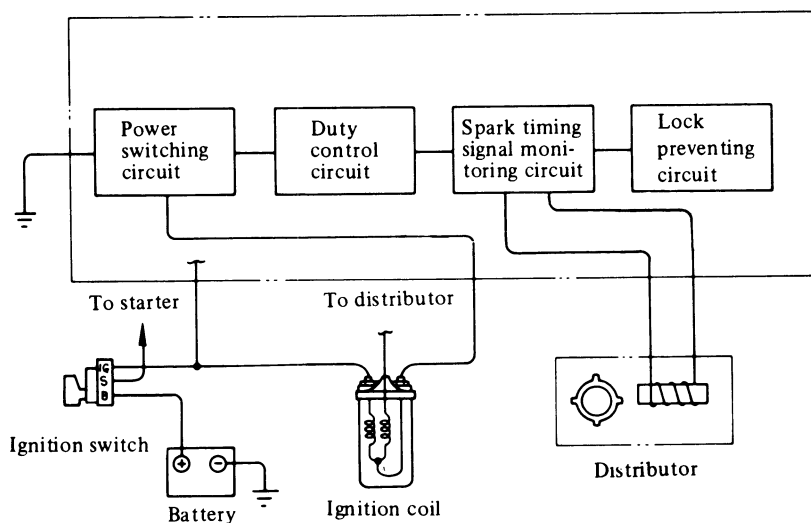 Power
switching
circuit
Duty
control
circuit
Spark timing
signal moni-
toring circuit
Lock
preventing
circuit
To starter
To distributor
IG
S
B
Ignition switch
Battery
Ignition coil
Distributor